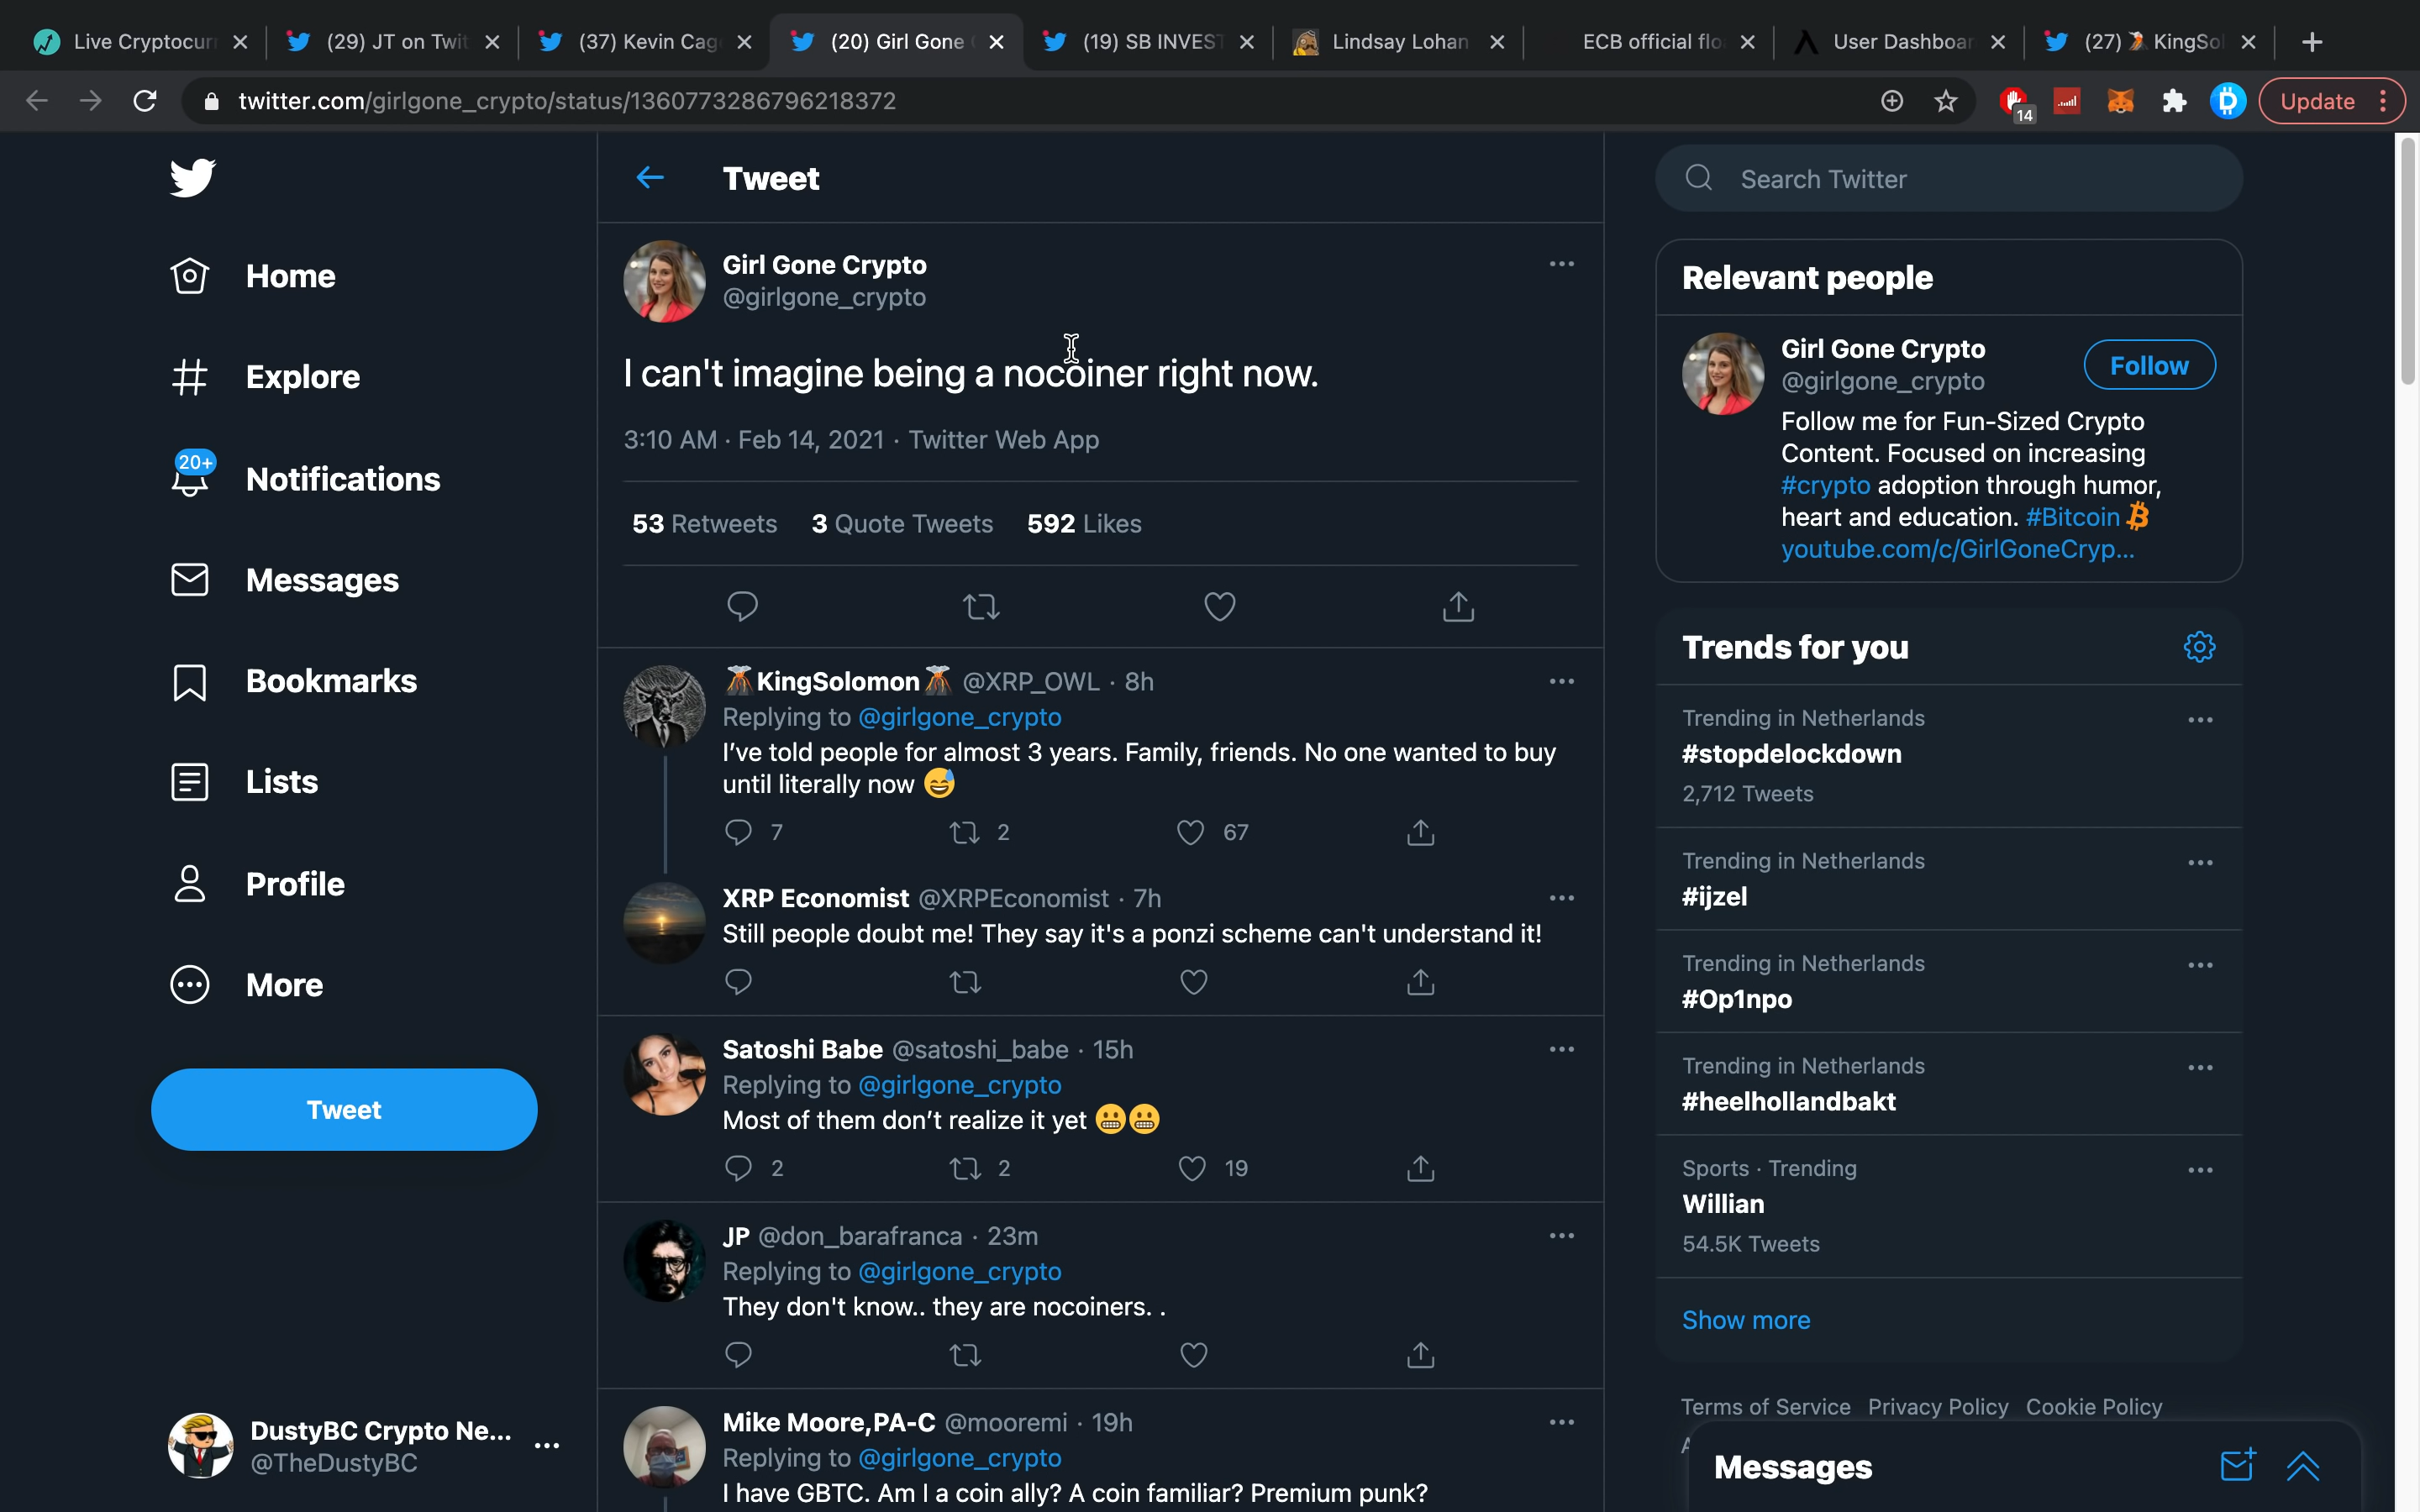 Live Cryptocurr
(29) JT on Twit
(37) Kevin Cag
(20) Girl Gone
(19) SB INVEST
Lindsay Lohan
ECB official flo
User Dashboar
(27) 🌋 KingSol
twitter.com/girlgone_crypto/status/1360773286796218372
14
Update
Home
Explore
20+
Notifications
Messages
Bookmarks
Lists
Profile
More
Tweet
DustyBC Crypto Ne...
@TheDustyBC
Tweet
Girl Gone Crypto
@girlgone_crypto
I can't imagine being a nocoiner right now.
3:10 AM · Feb 14, 2021 · Twitter Web App
53 Retweets 3 Quote Tweets 592 Likes
🌋KingSolomon🌋 @XRP_OWL · 8h
Replying to @girlgone_crypto
I’ve told people for almost 3 years. Family, friends. No one wanted to buy
until literally now 😅
7 2 67
XRP Economist @XRPEconomist · 7h
Still people doubt me! They say it's a ponzi scheme can't understand it!
Satoshi Babe @satoshi_babe · 15h
Replying to @girlgone_crypto
Most of them don’t realize it yet 😬😬
2 2 19
JP @don_barafranca · 23m
Replying to @girlgone_crypto
They don't know.. they are nocoiners. .
Mike Moore,PA-C @mooremi · 19h
Replying to @girlgone_crypto
I have GBTC. Am I a coin ally? A coin familiar? Premium punk?
Search Twitter
Relevant people
Girl Gone Crypto
@girlgone_crypto
Follow
Follow me for Fun-Sized Crypto
Content. Focused on increasing
#crypto adoption through humor,
heart and education. #Bitcoin
youtube.com/c/GirlGoneCryp...
Trends for you
Trending in Netherlands
#stopdelockdown
2,712 Tweets
Trending in Netherlands
#ijzel
Trending in Netherlands
#Op1npo
Trending in Netherlands
#heelhollandbakt
Sports · Trending
Willian
54.5K Tweets
Show more
Terms of Service Privacy Policy Cookie Policy
Messages